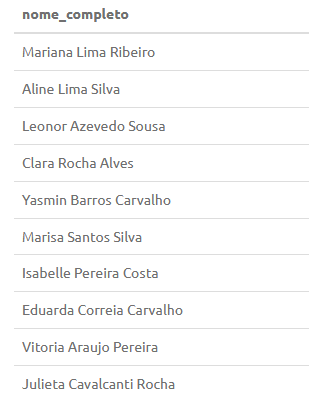 nome_completo
Mariana Lima Ribeiro
Aline Lima Silva
Leonor Azevedo Sousa
Clara Rocha Alves
Yasmin Barros Carvalho
Marisa Santos Silva
Isabelle Pereira Costa
Eduarda Correia Carvalho
Vitoria Araujo Pereira
Julieta Cavalcanti Rocha